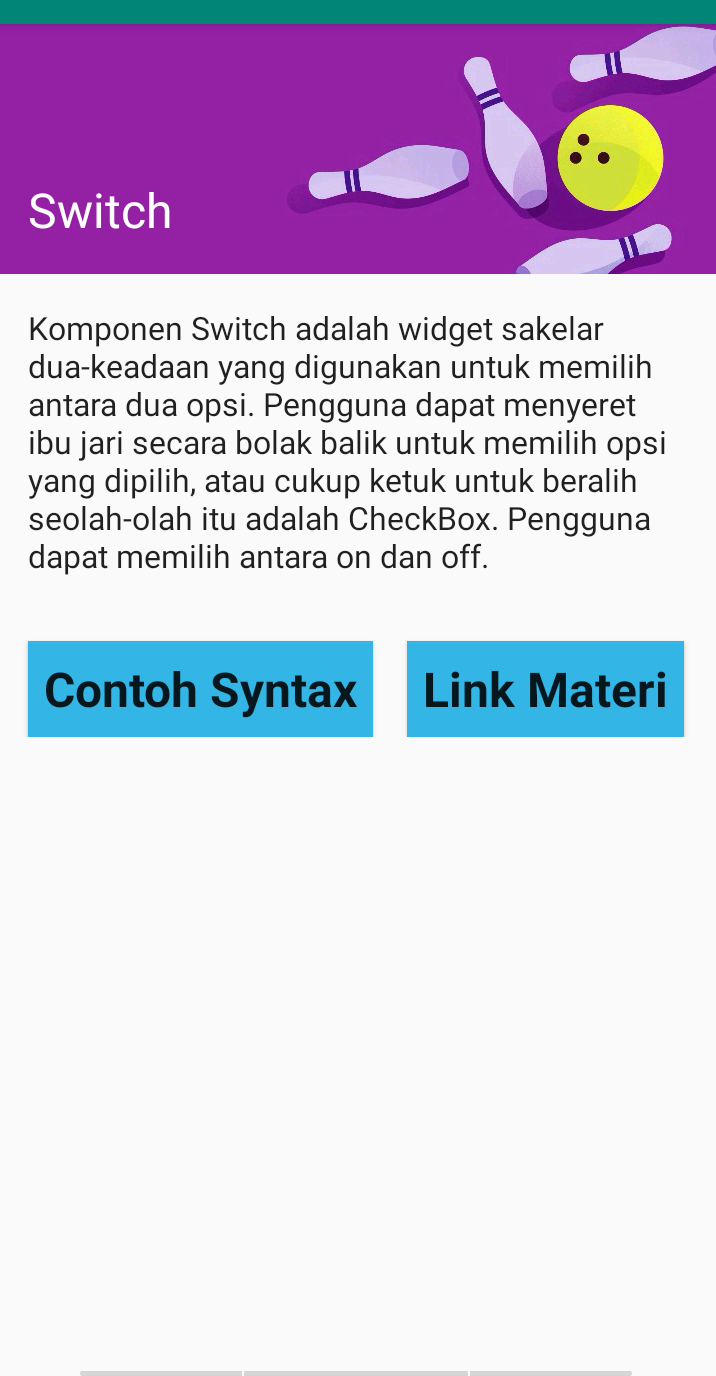 Switch
Komponen Switch adalah widget sakelar
dua-keadaan yang digunakan untuk memilih
antara dua opsi. Pengguna dapat menyeret
ibu jari secara bolak balik untuk memilih opsi
yang dipilih, atau cukup ketuk untuk beralih
seolah-olah itu adalah CheckBox. Pengguna
dapat memilih antara on dan off.
Contoh Syntax
Link Materi